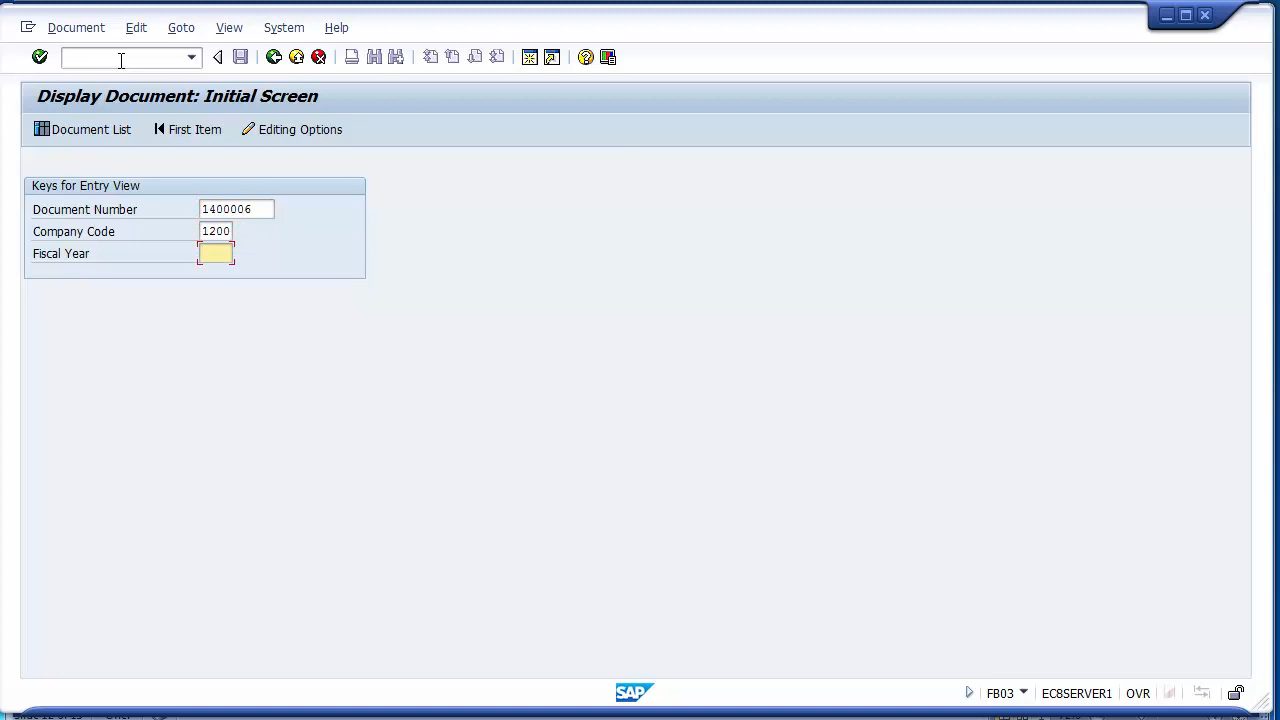 Document Edit Goto View System Help
Display Document: Initial Screen
Document List First Item Editing Options
Keys for Entry View
Document Number 1400006
Company Code 1200
Fiscal Year
SAP FB03 EC8SERVER1 OVR